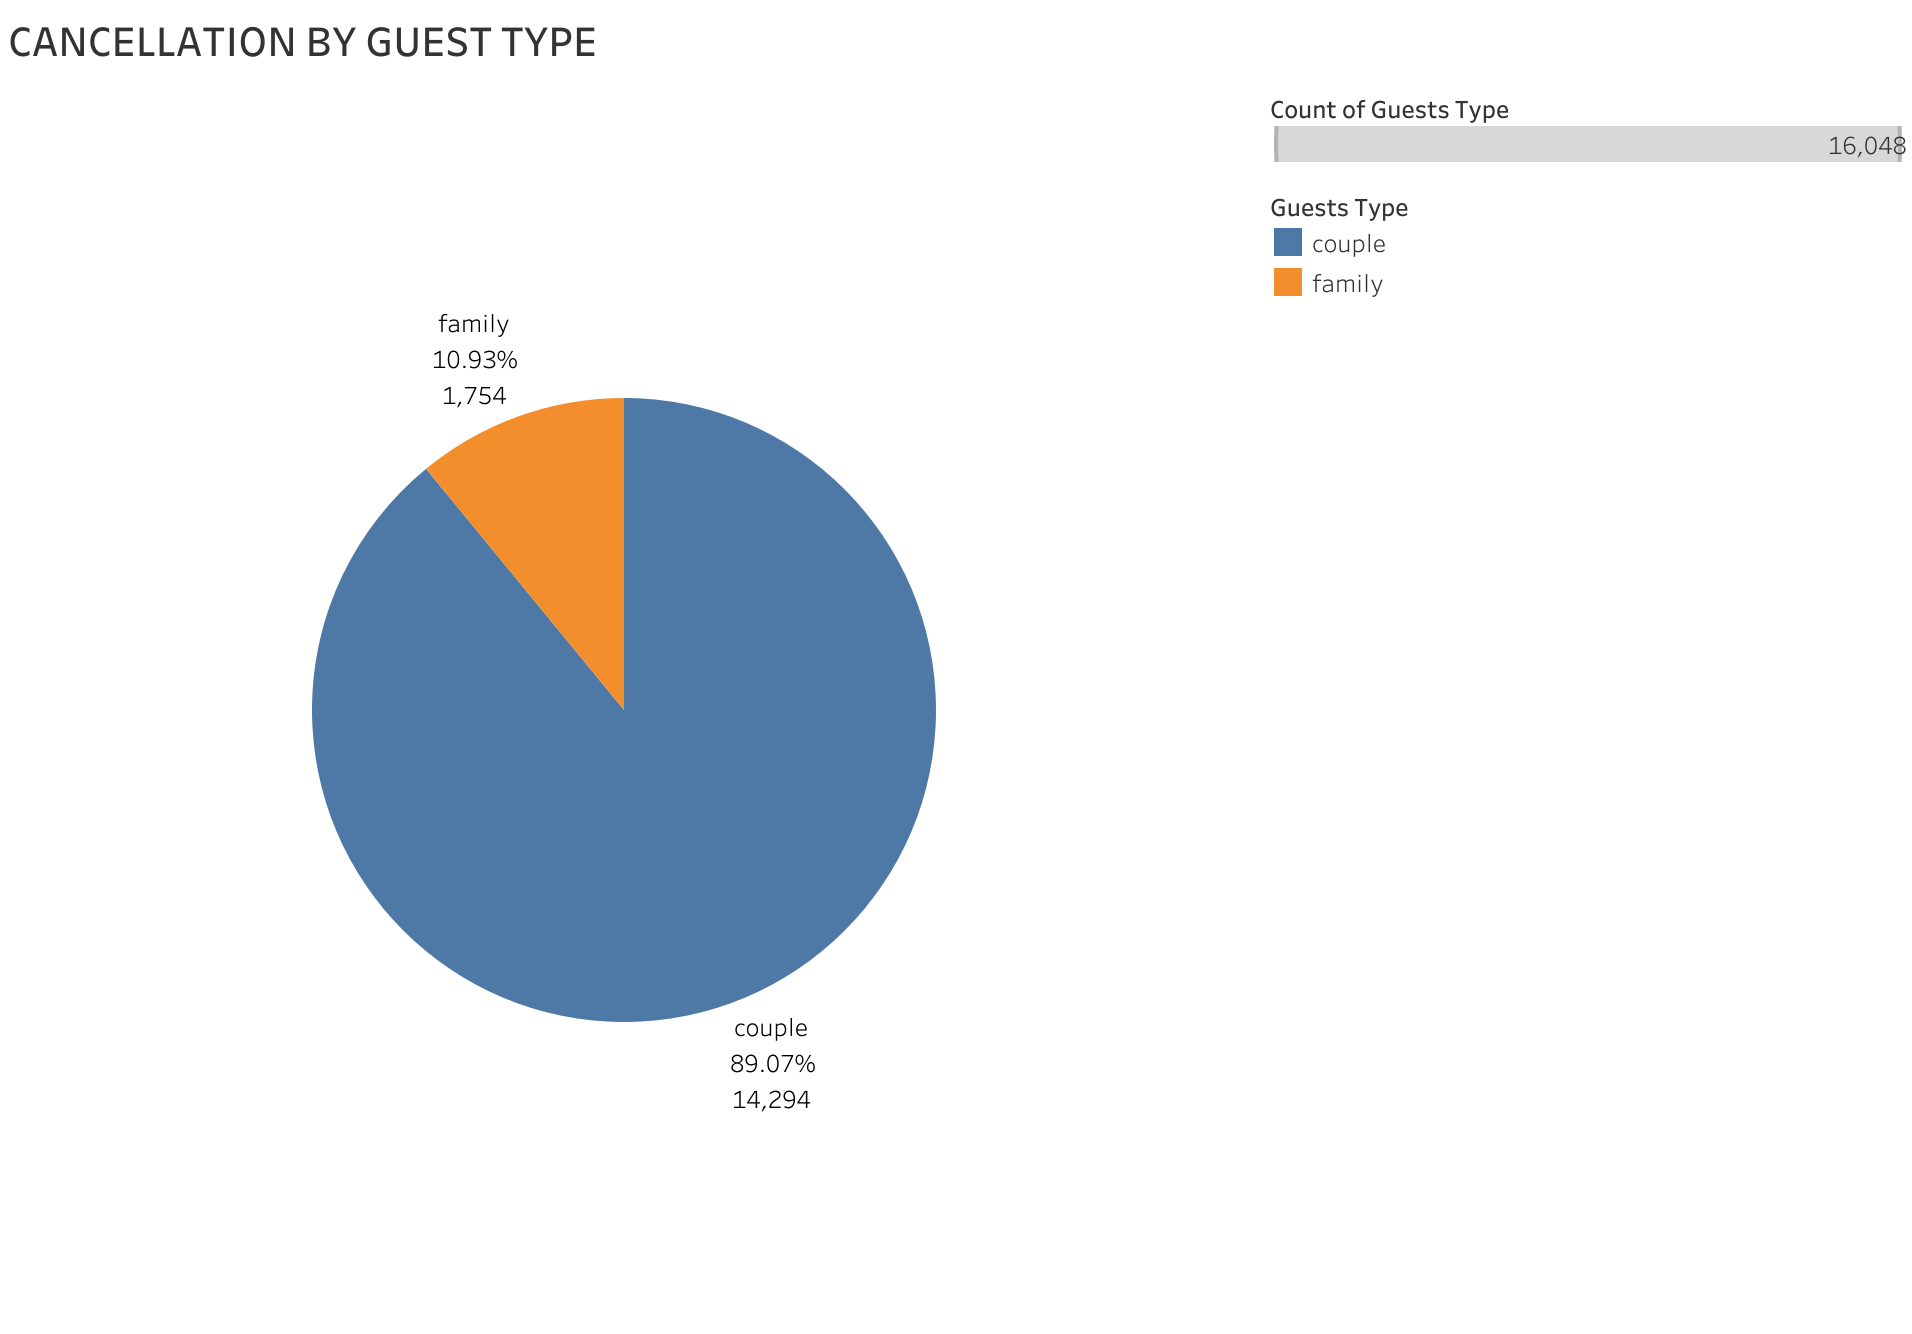 CANCELLATION BY GUEST TYPE
Count of Guests Type
16,048
Guests Type
couple
family
family
10.93%
1,754
couple
89.07%
14,294